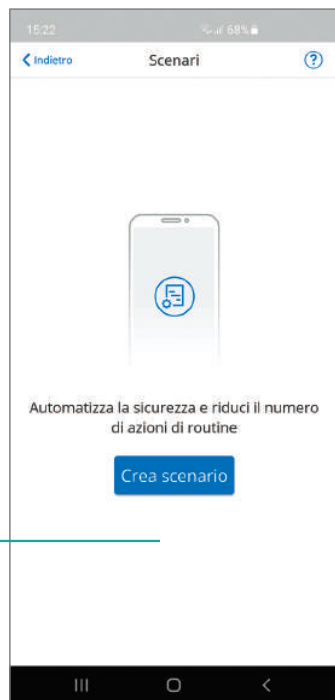 15:22 68%
Indietro Scenari ?
Automatizza la sicurezza e riduci il numero
di azioni di routine
Crea scenario